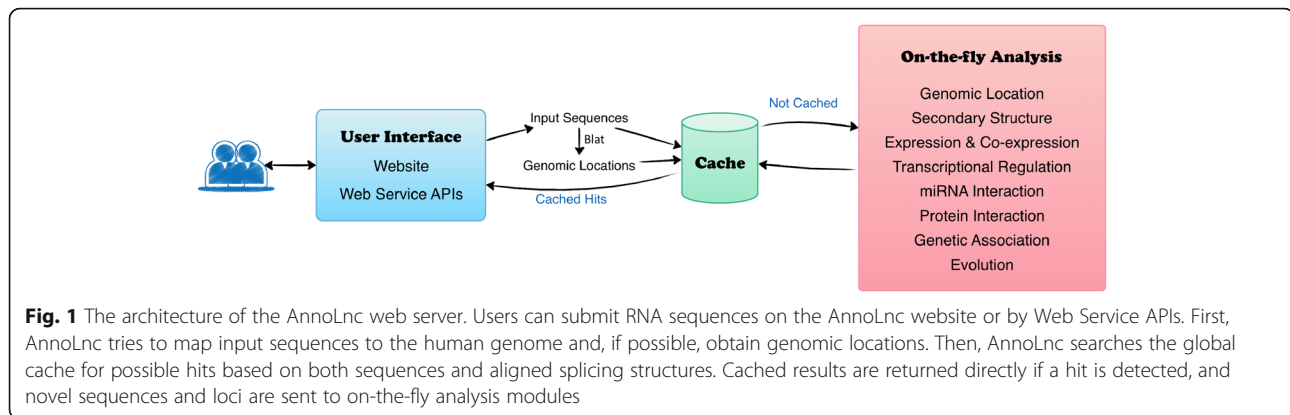 User Interface
Website
Web Service APIs
Input Sequences
Blat
Genomic Locations
Cached Hits
Cache
Not Cached
On-the-fly Analysis
Genomic Location
Secondary Structure
Expression & Co-expression
Transcriptional Regulation
miRNA Interaction
Protein Interaction
Genetic Association
Evolution
Fig. 1 The architecture of the AnnoLnc web server. Users can submit RNA sequences on the AnnoLnc website or by Web Service APIs. First,
AnnoLnc tries to map input sequences to the human genome and, if possible, obtain genomic locations. Then, AnnoLnc searches the global
cache for possible hits based on both sequences and aligned splicing structures. Cached results are returned directly if a hit is detected, and
novel sequences and loci are sent to on-the-fly analysis modules